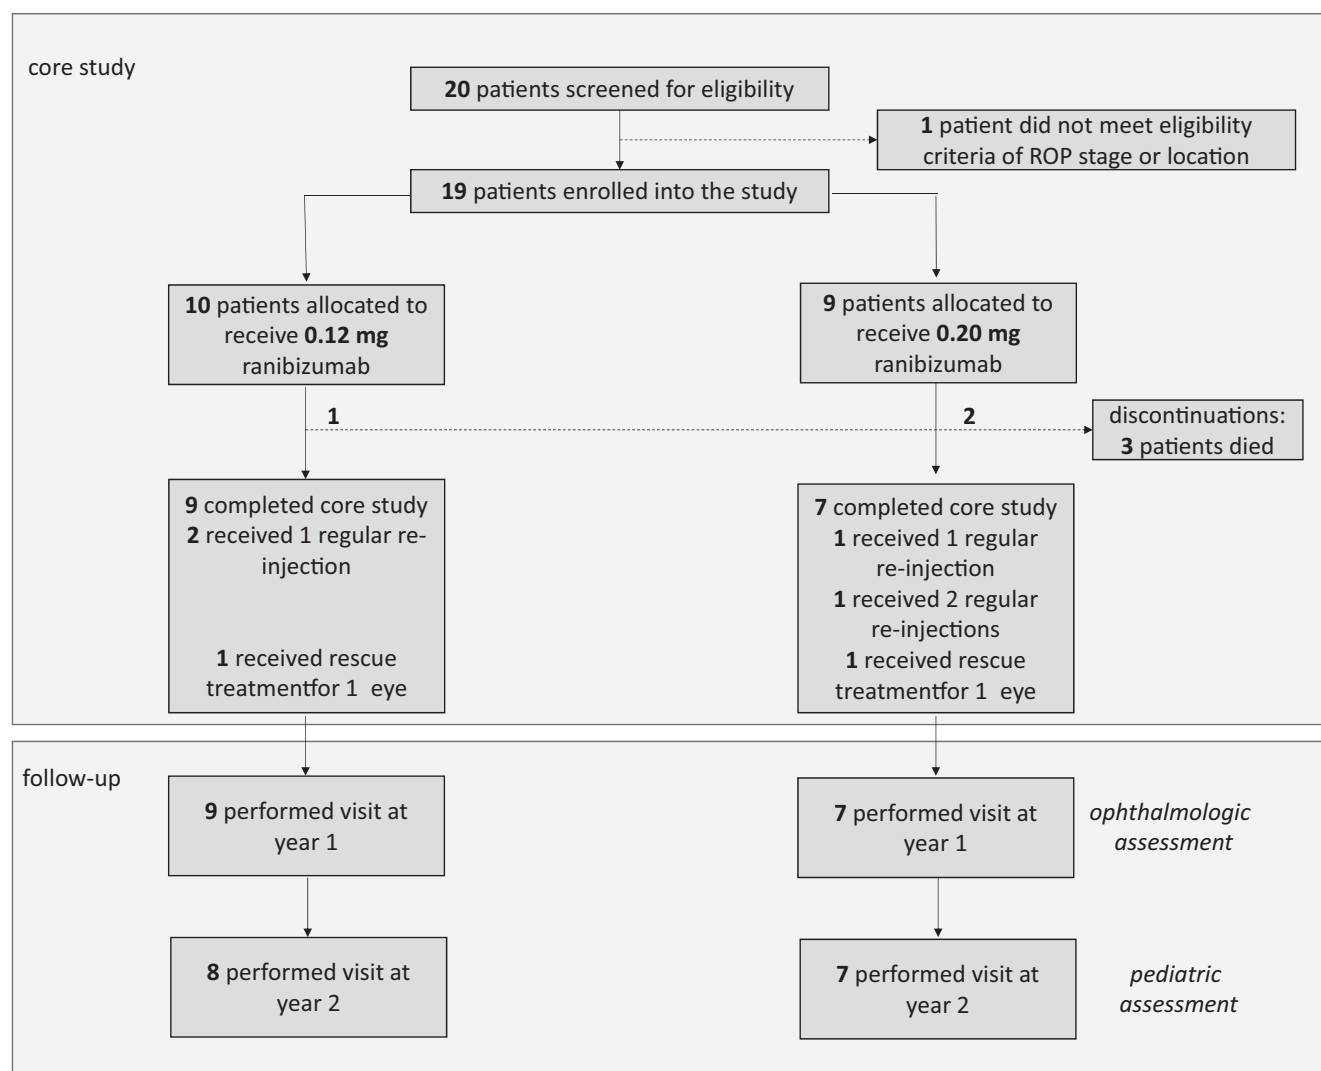 core study
20 patients screened for eligibility
1 patient did not meet eligibility
criteria of ROP stage or location
19 patients enrolled into the study
10 patients allocated to
receive 0.12 mg
ranibizumab
9 patients allocated to
receive 0.20 mg
ranibizumab
1
2
discontinuations:
3 patients died
9 completed core study
2 received 1 regular re-
injection
1 received rescue
treatmentfor 1 eye
7 completed core study
1 received 1 regular
re-injection
1 received 2 regular
re-injections
1 received rescue
treatmentfor 1 eye
follow-up
9 performed visit at
year 1
7 performed visit at
year 1
ophthalmologic
assessment
8 performed visit at
year 2
7 performed visit at
year 2
pediatric
assessment